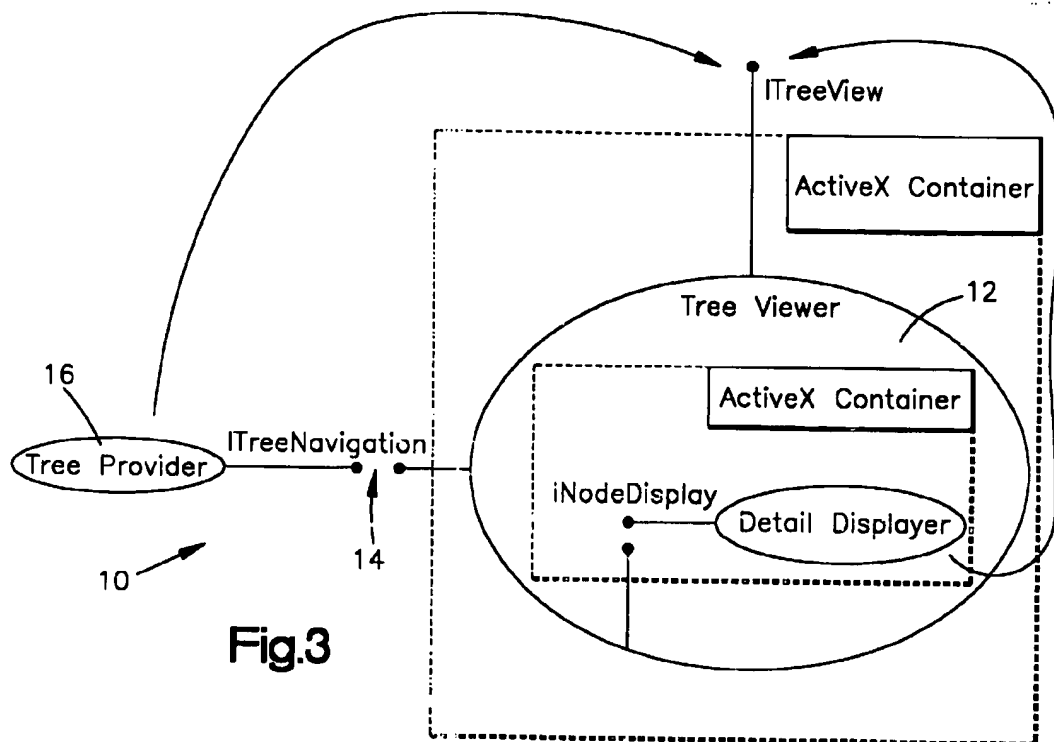 ITreeView
ActiveX Container
Tree Viewer
12
ActiveX Container
16
ITreeNavigation
Tree Provider
iNodeDisplay
Detail Displayer
14
10
Fig.3